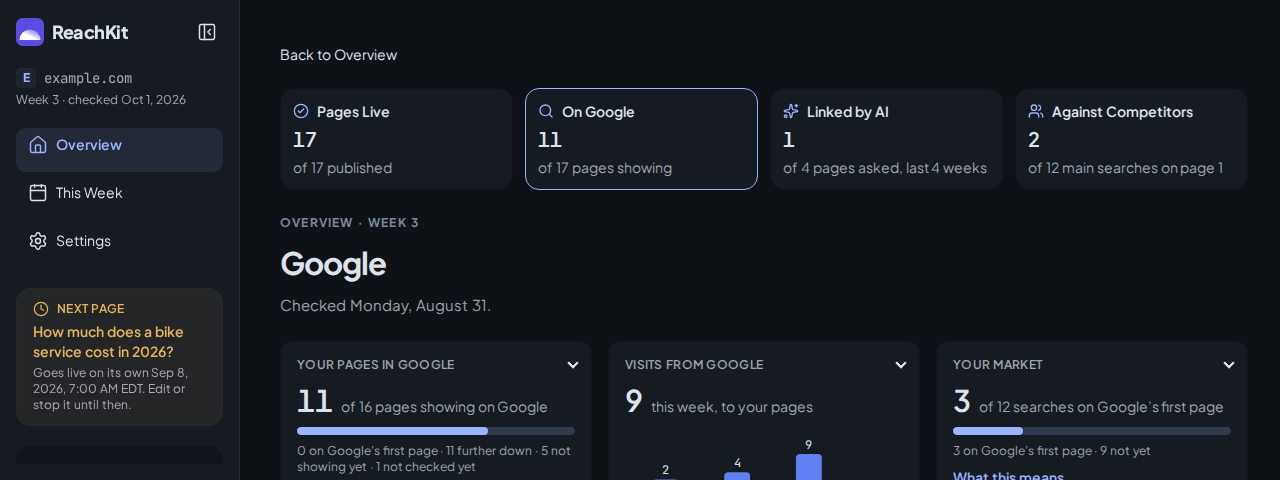 ReachKit
E example.com
Week 3 · checked Oct 1, 2026
Overview
This Week
Settings
NEXT PAGE
How much does a bike
service cost in 2026?
Goes live on its own Sep 8,
2026, 7:00 AM EDT. Edit or
stop it until then.
Back to Overview
Pages Live
17
of 17 published
On Google
11
of 17 pages showing
Linked by AI
1
of 4 pages asked, last 4 weeks
Against Competitors
2
of 12 main searches on page 1
OVERVIEW · WEEK 3
Google
Checked Monday, August 31.
YOUR PAGES IN GOOGLE
11 of 16 pages showing on Google
0 on Google's first page · 11 further down · 5 not
showing yet · 1 not checked yet
VISITS FROM GOOGLE
9 this week, to your pages
2
4
9
YOUR MARKET
3 of 12 searches on Google's first page
3 on Google's first page · 9 not yet
What this means